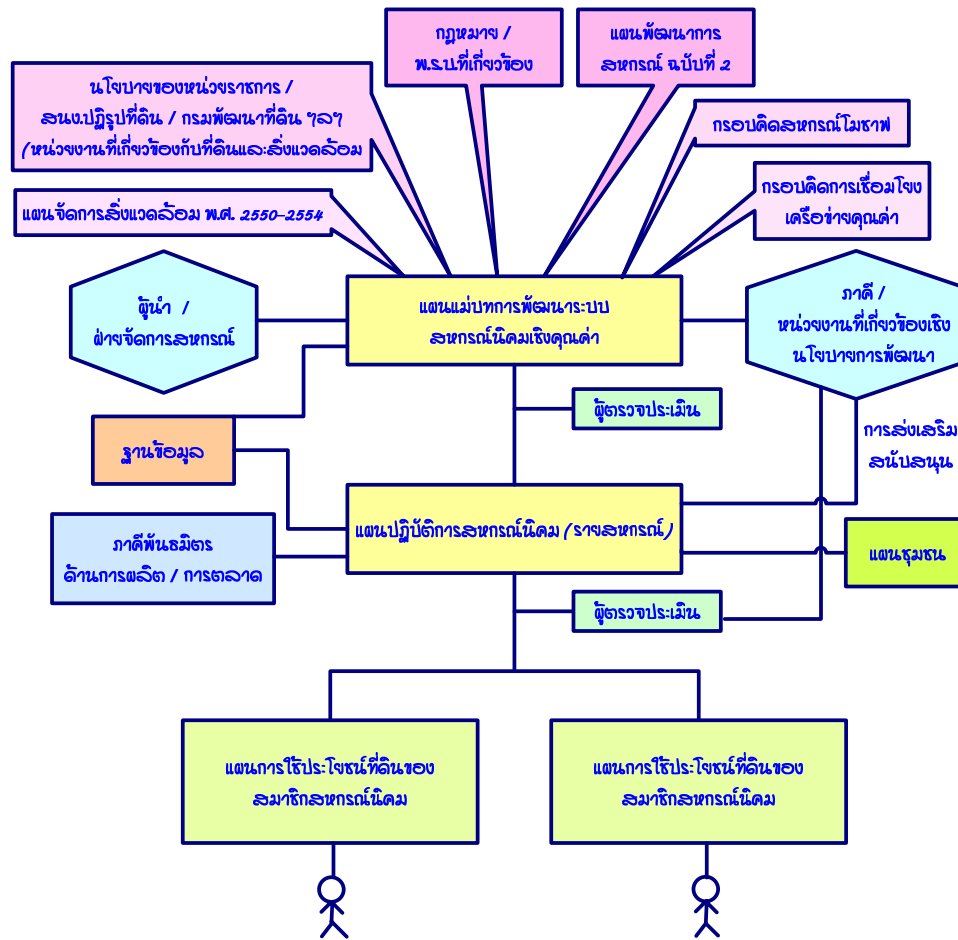 กฎหมาย /
พ.ร.บ.ที่เกี่ยวข้อง
แผนพัฒนาการ
สหกรณ์ ฉบับที่ 2
นโยบายของหน่วยราชการ /
สนง.ปฏิรูปที่ดิน / กรมพัฒนาที่ดิน ฯลฯ
(หน่วยงานที่เกี่ยวข้องกับที่ดินและสิ่งแวดล้อม
กรอบคิดสหกรณ์โมชาฟ
กรอบคิดการเชื่อมโยง
เครือข่ายคุณค่า
แผนจัดการสิ่งแวดล้อม พ.ศ. 2550-2554
ผู้นำ /
ฝ่ายจัดการสหกรณ์
แผนแม่บทการพัฒนาระบบ
สหกรณ์นิคมเชิงคุณค่า
ภาคี /
หน่วยงานที่เกี่ยวข้องเชิง
นโยบายการพัฒนา
ผู้ตรวจประเมิน
การส่งเสริม
สนับสนุน
ฐานข้อมูล
แผนปฏิบัติการสหกรณ์นิคม (รายสหกรณ์)
ภาคีพันธมิตร
ด้านการผลิต / การตลาด
แผนชุมชน
ผู้ตรวจประเมิน
แผนการใช้ประโยชน์ที่ดินของ
สมาชิกสหกรณ์นิคม
แผนการใช้ประโยชน์ที่ดินของ
สมาชิกสหกรณ์นิคม